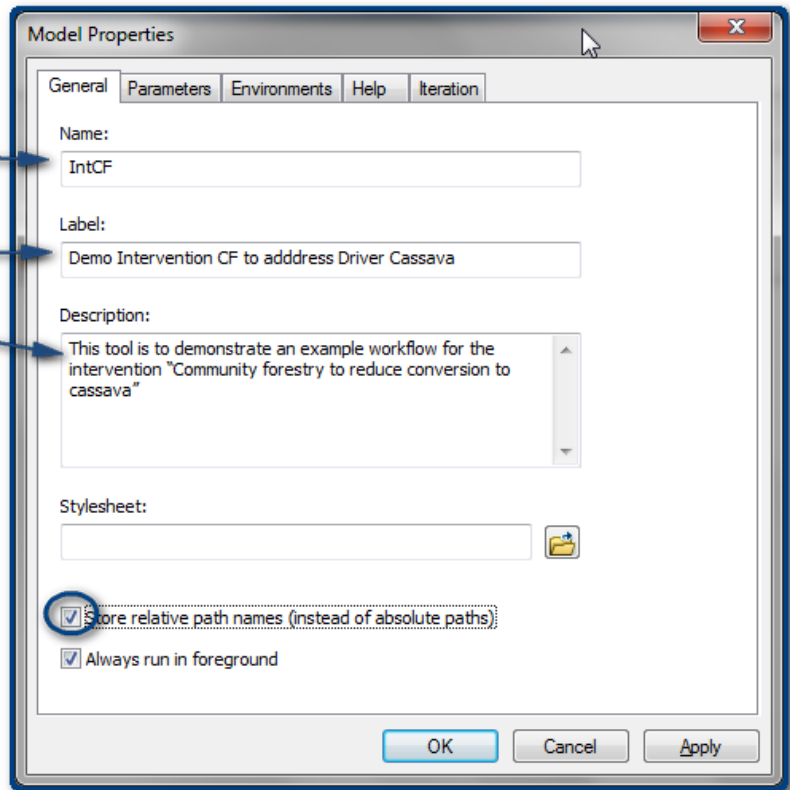 Model Properties
General Parameters Environments Help Iteration
Name:
IntCF
Label:
Demo Intervention CF to adddress Driver Cassava
Description:
This tool is to demonstrate an example workflow for the
intervention “Community forestry to reduce conversion to
cassava”
Stylesheet:
Store relative path names (instead of absolute paths)
Always run in foreground
OK Cancel Apply